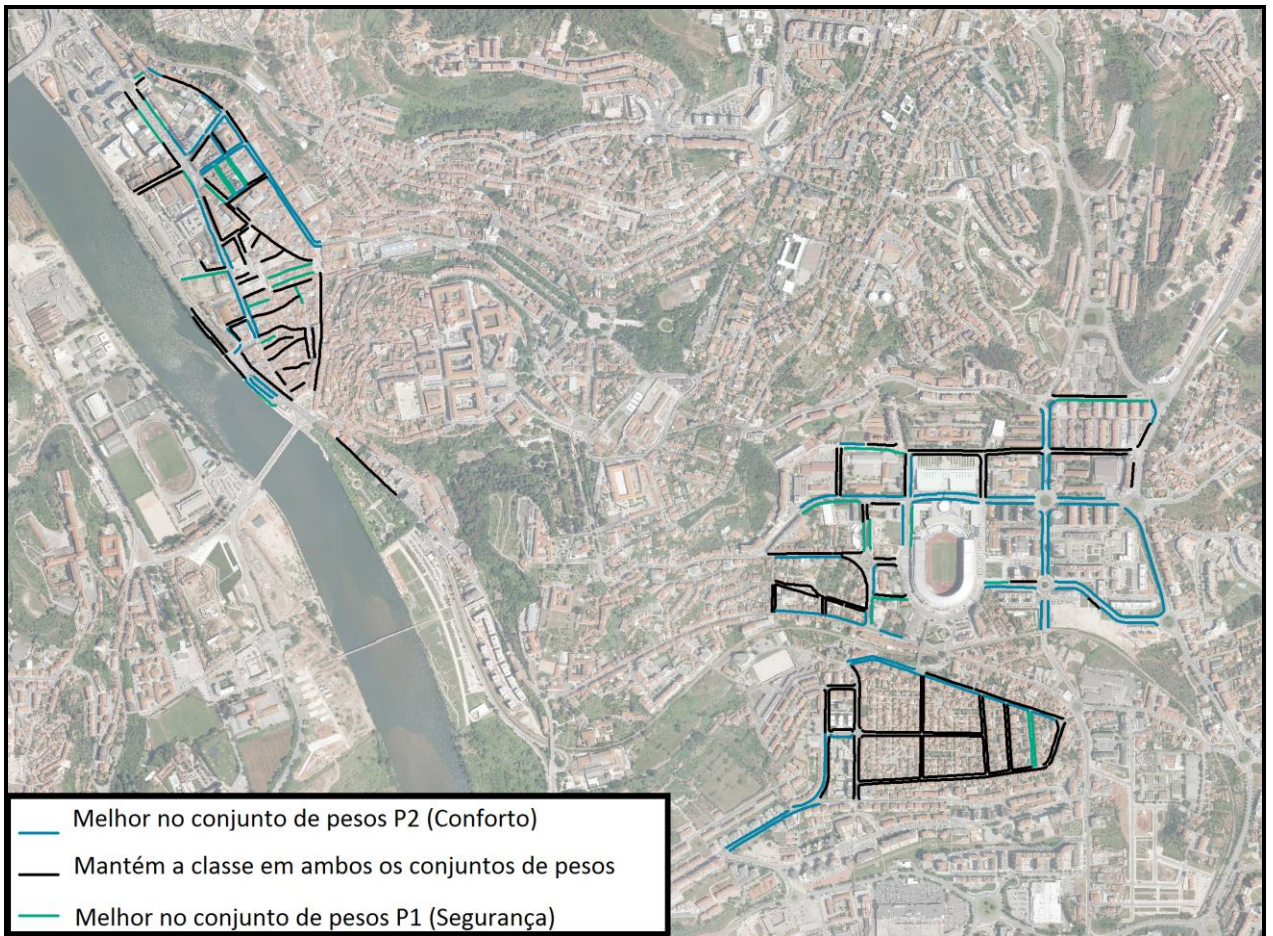 Melhor no conjunto de pesos P2 (Conforto)
Mantém a classe em ambos os conjuntos de pesos
Melhor no conjunto de pesos P1 (Segurança)